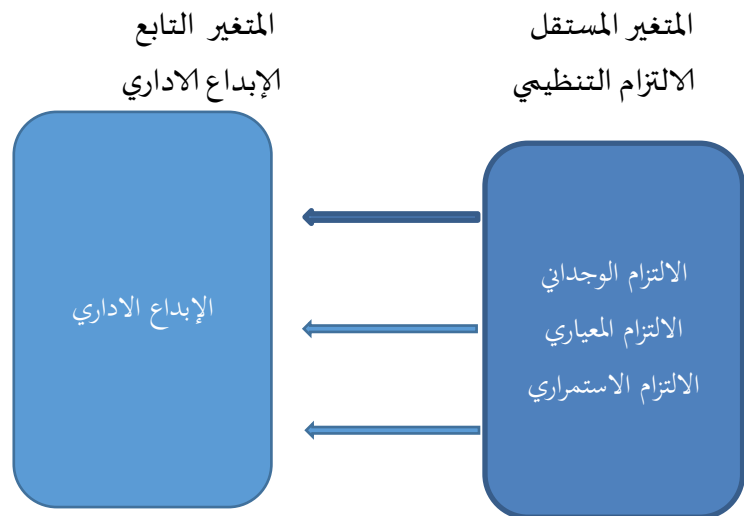 المتغير المستقل
الالتزام التنظيمي
المتغير التابع
الإبداع الاداري
الالتزام الوجداني
الالتزام المعياري
الالتزام الاستمراري
الإبداع الاداري